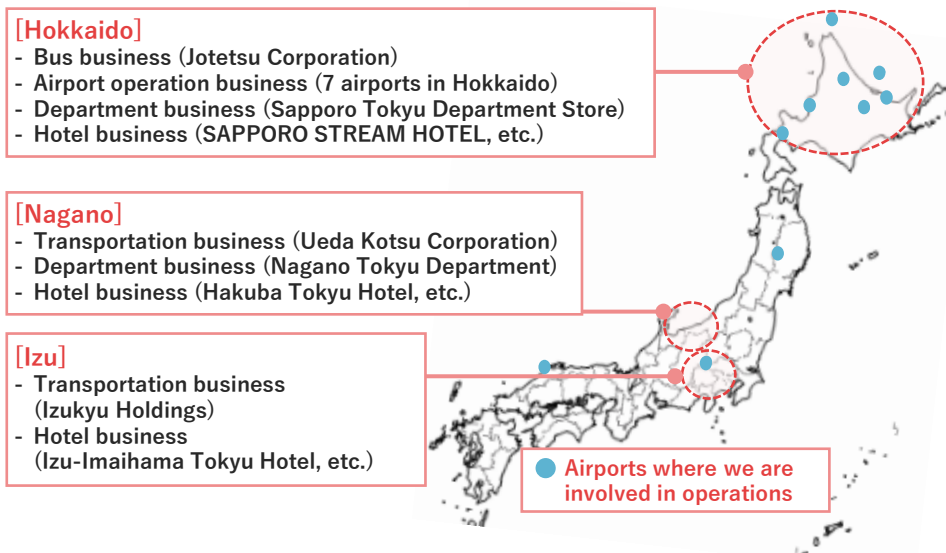 [Hokkaido]
- Bus business (Jotetsu Corporation)
- Airport operation business (7 airports in Hokkaido)
- Department business (Sapporo Tokyu Department Store)
- Hotel business (SAPPORO STREAM HOTEL, etc.)
[Nagano]
- Transportation business (Ueda Kotsu Corporation)
- Department business (Nagano Tokyu Department)
- Hotel business (Hakuba Tokyu Hotel, etc.)
[Izu]
- Transportation business
(Izukyu Holdings)
- Hotel business
(Izu-Imaihama Tokyu Hotel, etc.)
Airports where we are
involved in operations